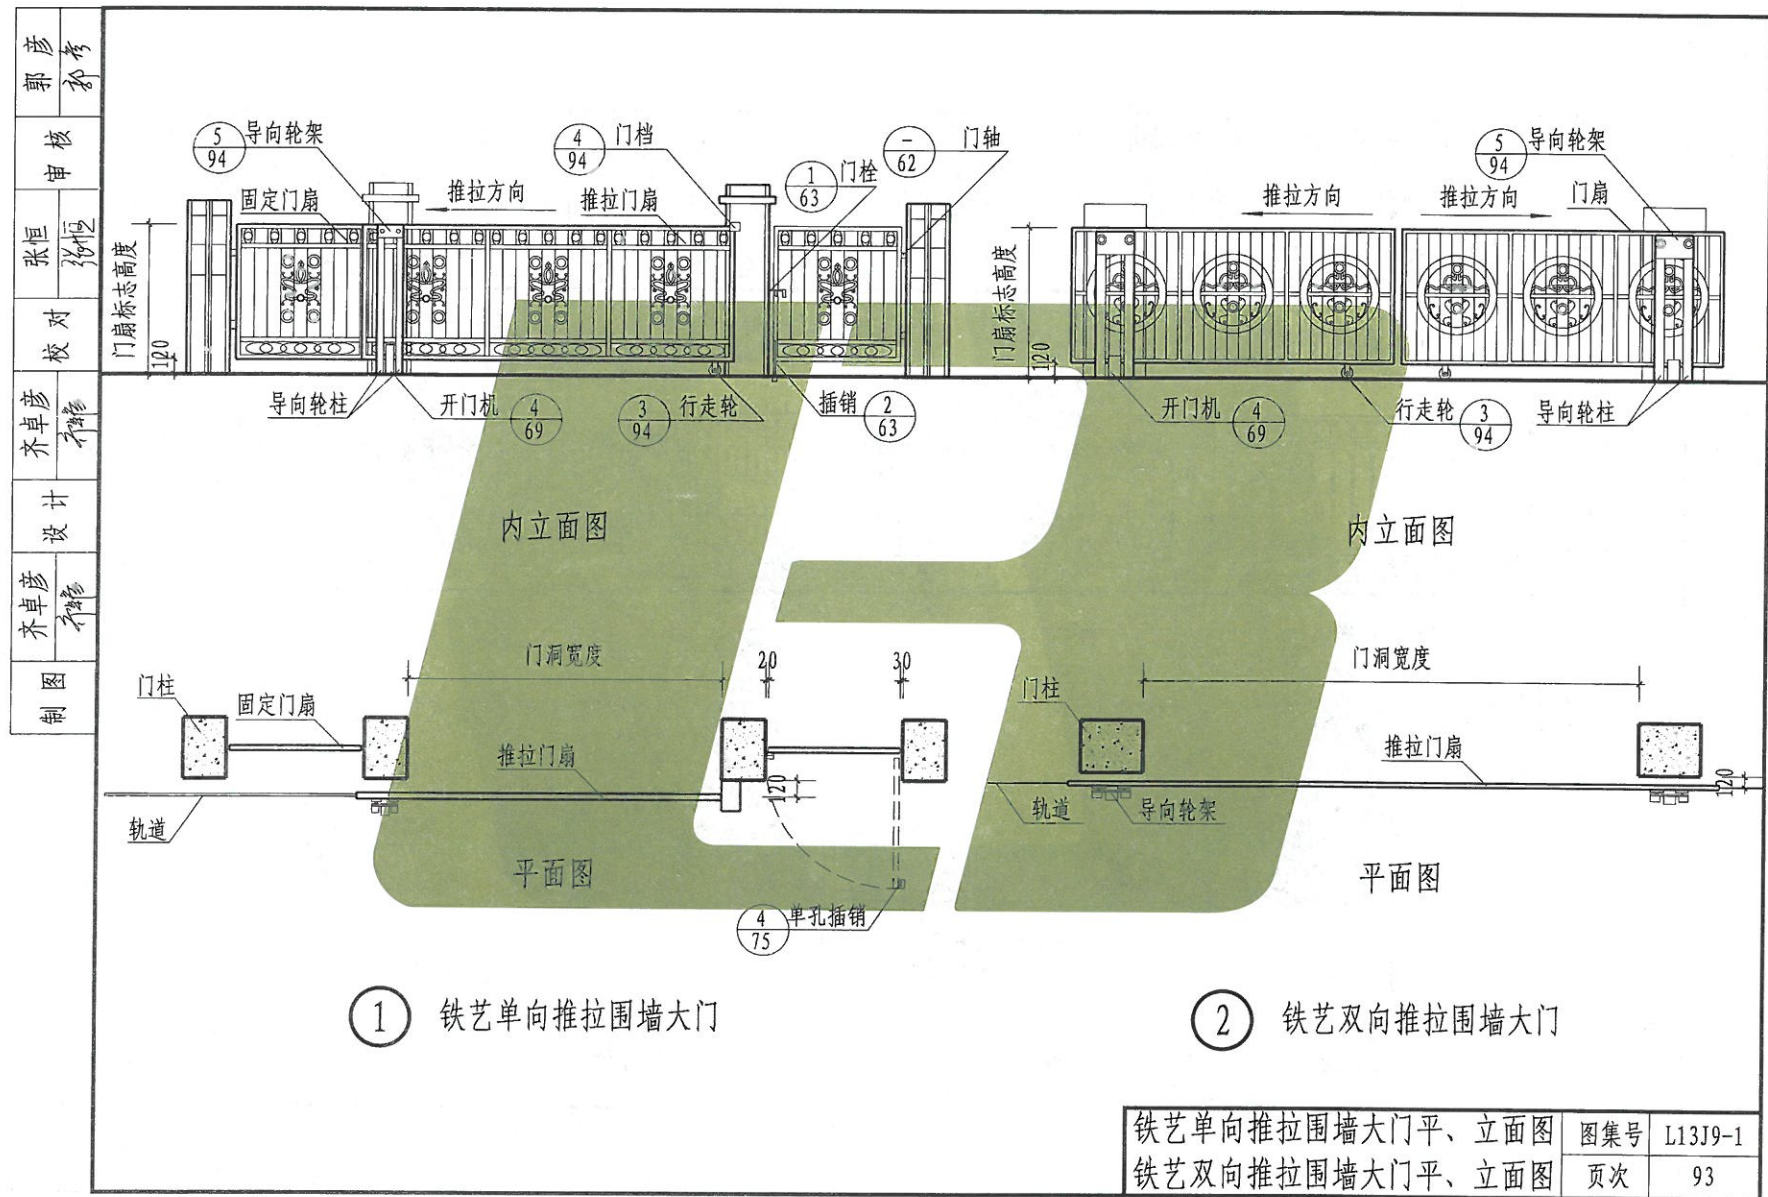 郭彦
审核
张恒
校对
齐卓彦
设计
齐卓彦
制图
5
94
导向轮架
4
94
门档
1
63
门栓
—
62
门轴
固定门扇
推拉方向
推拉门扇
门扇标志高度
120
导向轮柱
开门机
4
69
3
94
行走轮
插销
2
63
内立面图
5
94
导向轮架
推拉方向
推拉方向
门扇
门扇标志高度
120
开门机
4
69
行走轮
3
94
导向轮柱
内立面图
门洞宽度
20
30
门柱
固定门扇
推拉门扇
120
轨道
平面图
4
75
单孔插销
门洞宽度
门柱
推拉门扇
120
轨道
导向轮架
平面图
1 铁艺单向推拉围墙大门
2 铁艺双向推拉围墙大门
铁艺单向推拉围墙大门平、立面图
铁艺双向推拉围墙大门平、立面图
图集号 L13J9-1
页次 93